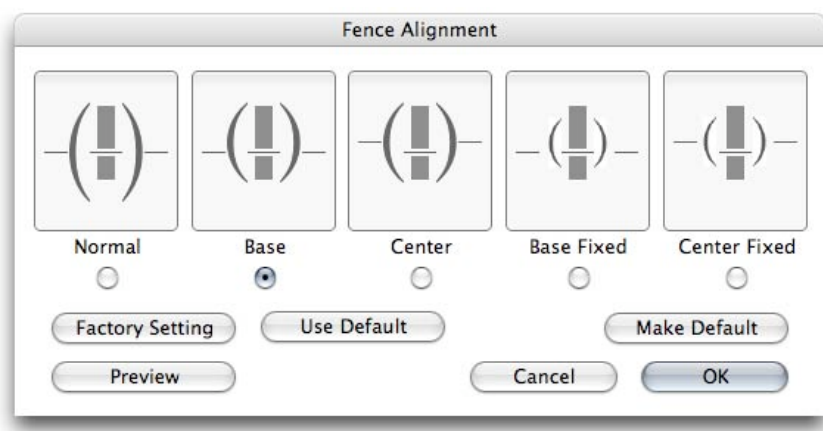 Fence Alignment
Normal Base Center Base Fixed Center Fixed
Factory Setting Use Default Make Default
Preview Cancel OK